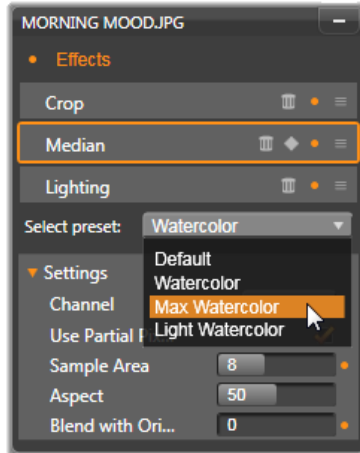 MORNING MOOD.JPG
Effects
Crop
Median
Lighting
Select preset: Watercolor
Default
Watercolor
Max Watercolor
Light Watercolor
Settings
Channel
Use Partial
Sample Area 8
Aspect 50
Blend with Ori... 0